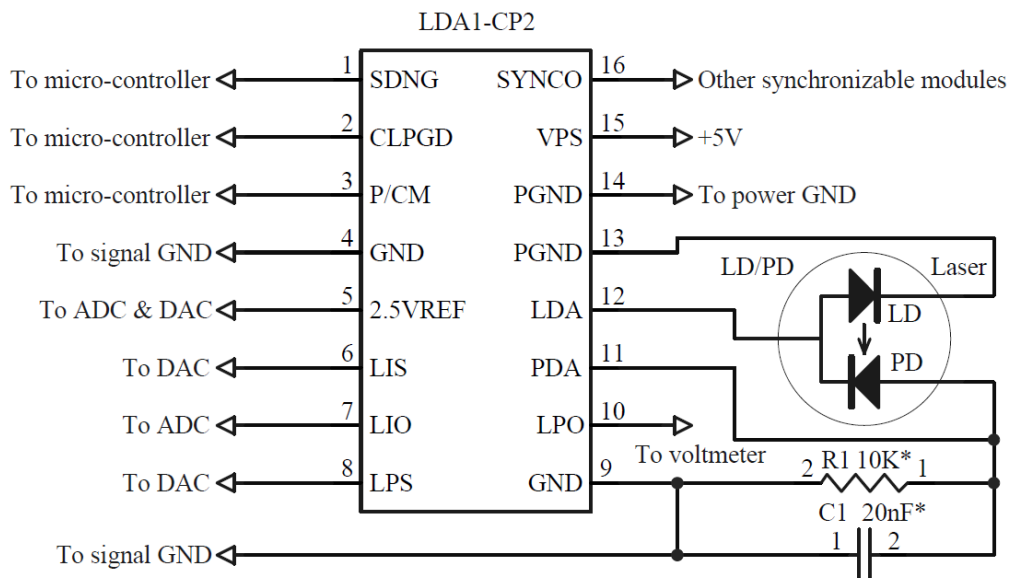 LDA1-CP2
To micro-controller 1 SDNG SYNCO 16 Other synchronizable modules
To micro-controller 2 CLPGD VPS 15 +5V
To micro-controller 3 P/CM PGND 14 To power GND
To signal GND 4 GND PGND 13
LD/PD Laser
To ADC & DAC 5 2.5VREF LDA 12 LD
To DAC 6 LIS PDA 11 PD
To ADC 7 LIO LPO 10
To voltmeter
To DAC 8 LPS GND 9 2 R1 10K* 1
C1 20nF*
To signal GND 1 2